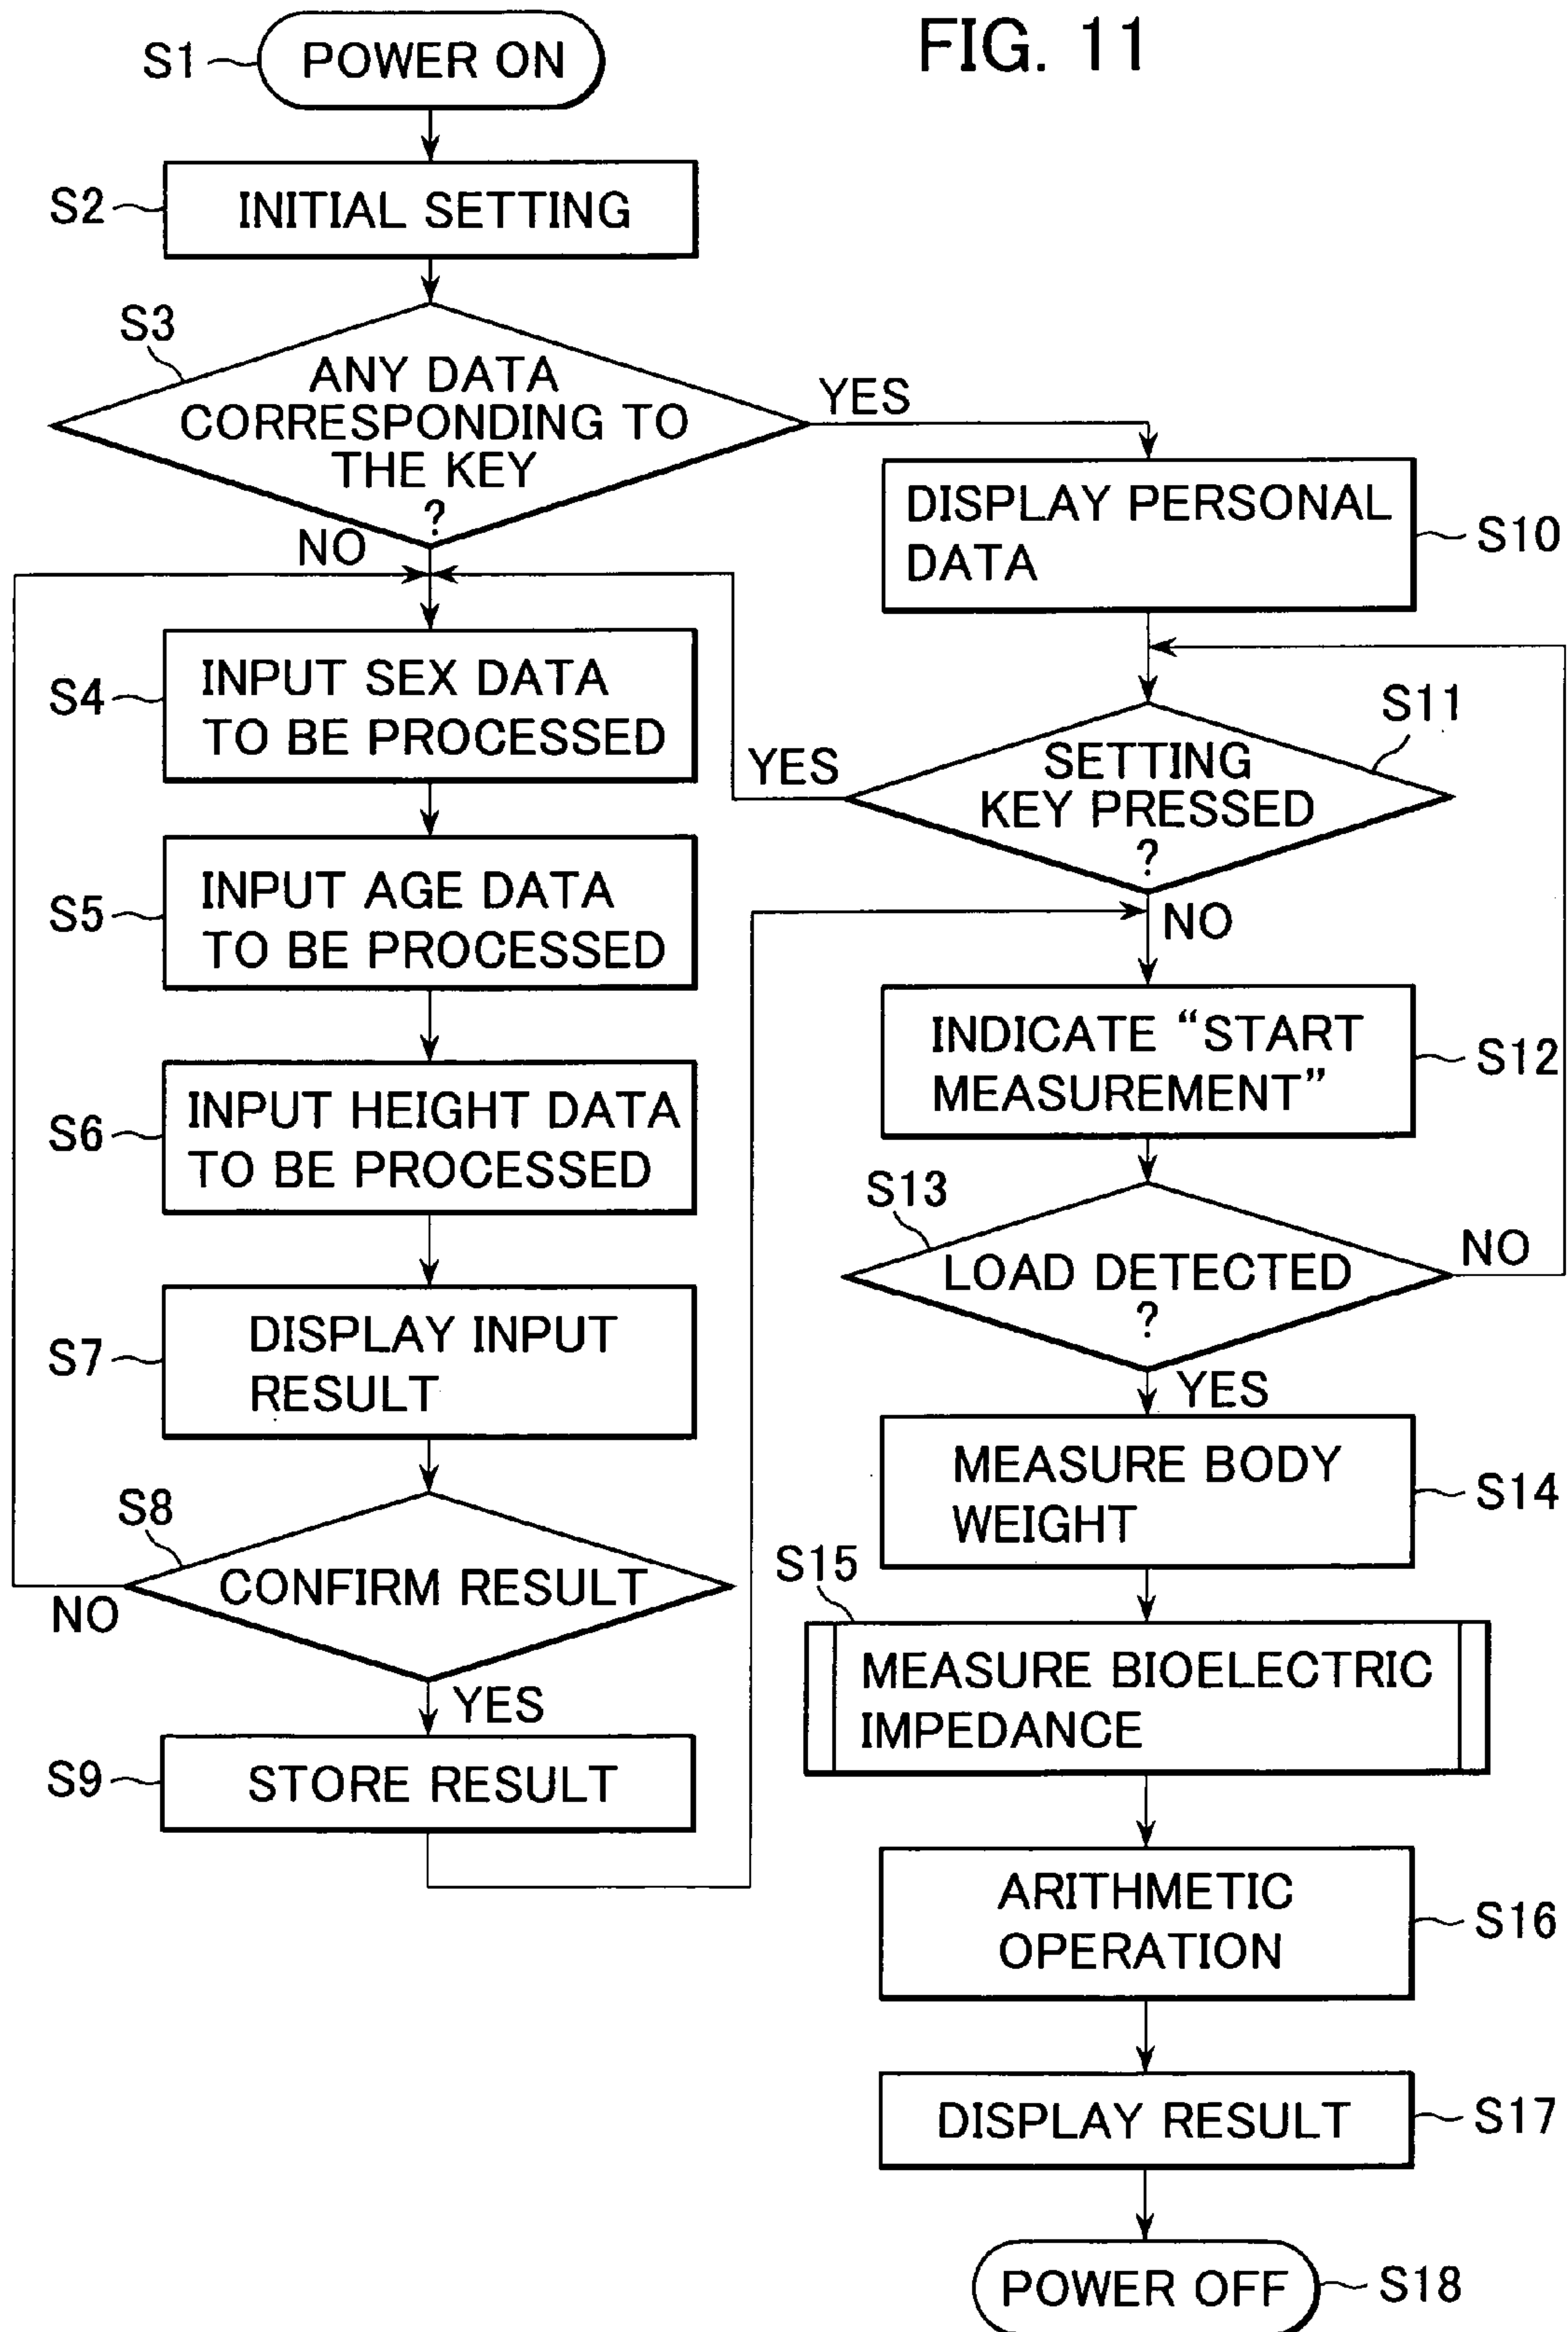 FIG. 11
S1
POWER ON
S2
INITIAL SETTING
S3
ANY DATA
CORRESPONDING TO
THE KEY
?
YES
NO
S4
INPUT SEX DATA
TO BE PROCESSED
S5
INPUT AGE DATA
TO BE PROCESSED
S6
INPUT HEIGHT DATA
TO BE PROCESSED
S7
DISPLAY INPUT
RESULT
S8
CONFIRM RESULT
NO
YES
S9
STORE RESULT
DISPLAY PERSONAL
DATA
S10
S11
SETTING
KEY PRESSED
?
YES
NO
INDICATE “START
MEASUREMENT”
S12
S13
LOAD DETECTED
?
NO
YES
MEASURE BODY
WEIGHT
S14
S15
MEASURE BIOELECTRIC
IMPEDANCE
ARITHMETIC
OPERATION
S16
DISPLAY RESULT
S17
POWER OFF
S18